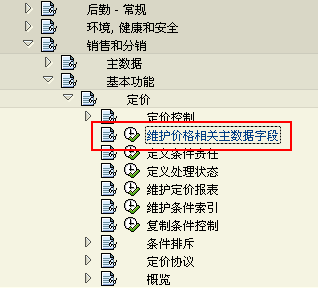 后勤 - 常规
环境, 健康和安全
销售和分销
主数据
基本功能
定价
定价控制
维护价格相关主数据字段
定义条件责任
定义处理状态
维护定价报表
维护条件索引
复制条件控制
条件排斥
定价协议
概览